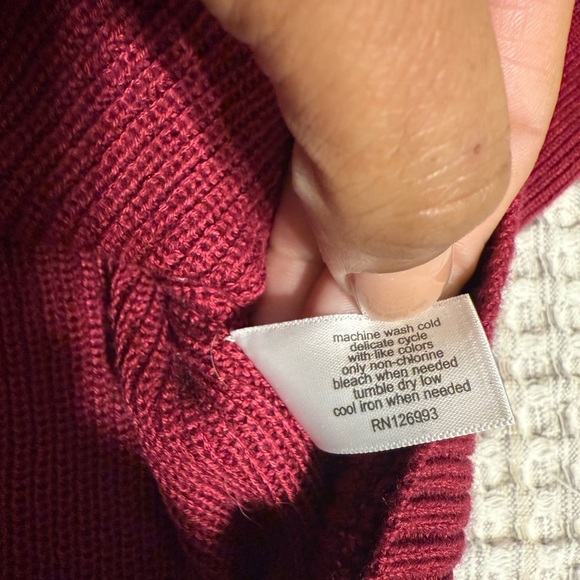 machine wash cold
delicate cycle
with like colors
only non-chlorine
bleach when needed
tumble dry low
cool iron when needed
RN126993